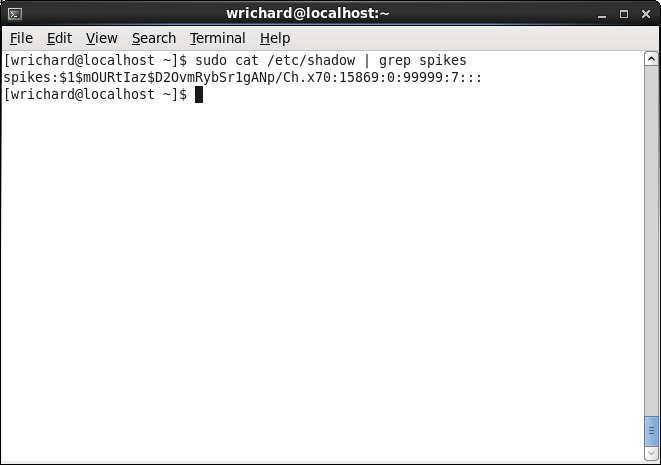 wrichard@localhost:~
File Edit View Search Terminal Help
[wrichard@localhost ~]$ sudo cat /etc/shadow | grep spikes
spikes:$1$mOURtIaz$D2OvmRybSr1gANp/Ch.x70:15869:0:99999:7:::
[wrichard@localhost ~]$